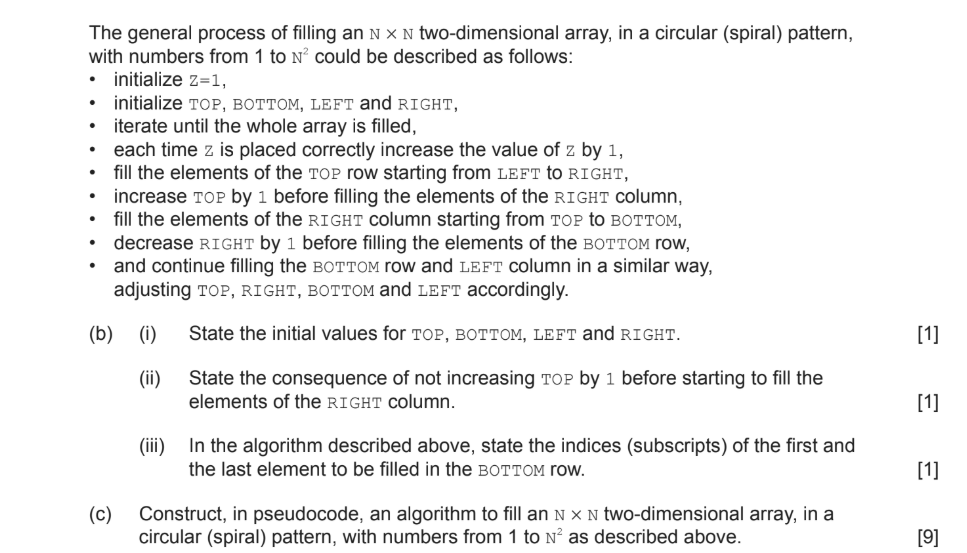 The general process of filling an N × N two-dimensional array, in a circular (spiral) pattern,
with numbers from 1 to N² could be described as follows:
• initialize Z=1,
• initialize TOP, BOTTOM, LEFT and RIGHT,
• iterate until the whole array is filled,
• each time Z is placed correctly increase the value of Z by 1,
• fill the elements of the TOP row starting from LEFT to RIGHT,
• increase TOP by 1 before filling the elements of the RIGHT column,
• fill the elements of the RIGHT column starting from TOP to BOTTOM,
• decrease RIGHT by 1 before filling the elements of the BOTTOM row,
• and continue filling the BOTTOM row and LEFT column in a similar way,
adjusting TOP, RIGHT, BOTTOM and LEFT accordingly.
(b) (i) State the initial values for TOP, BOTTOM, LEFT and RIGHT. [1]
(ii) State the consequence of not increasing TOP by 1 before starting to fill the
elements of the RIGHT column. [1]
(iii) In the algorithm described above, state the indices (subscripts) of the first and
the last element to be filled in the BOTTOM row. [1]
(c) Construct, in pseudocode, an algorithm to fill an N × N two-dimensional array, in a
circular (spiral) pattern, with numbers from 1 to N² as described above. [9]